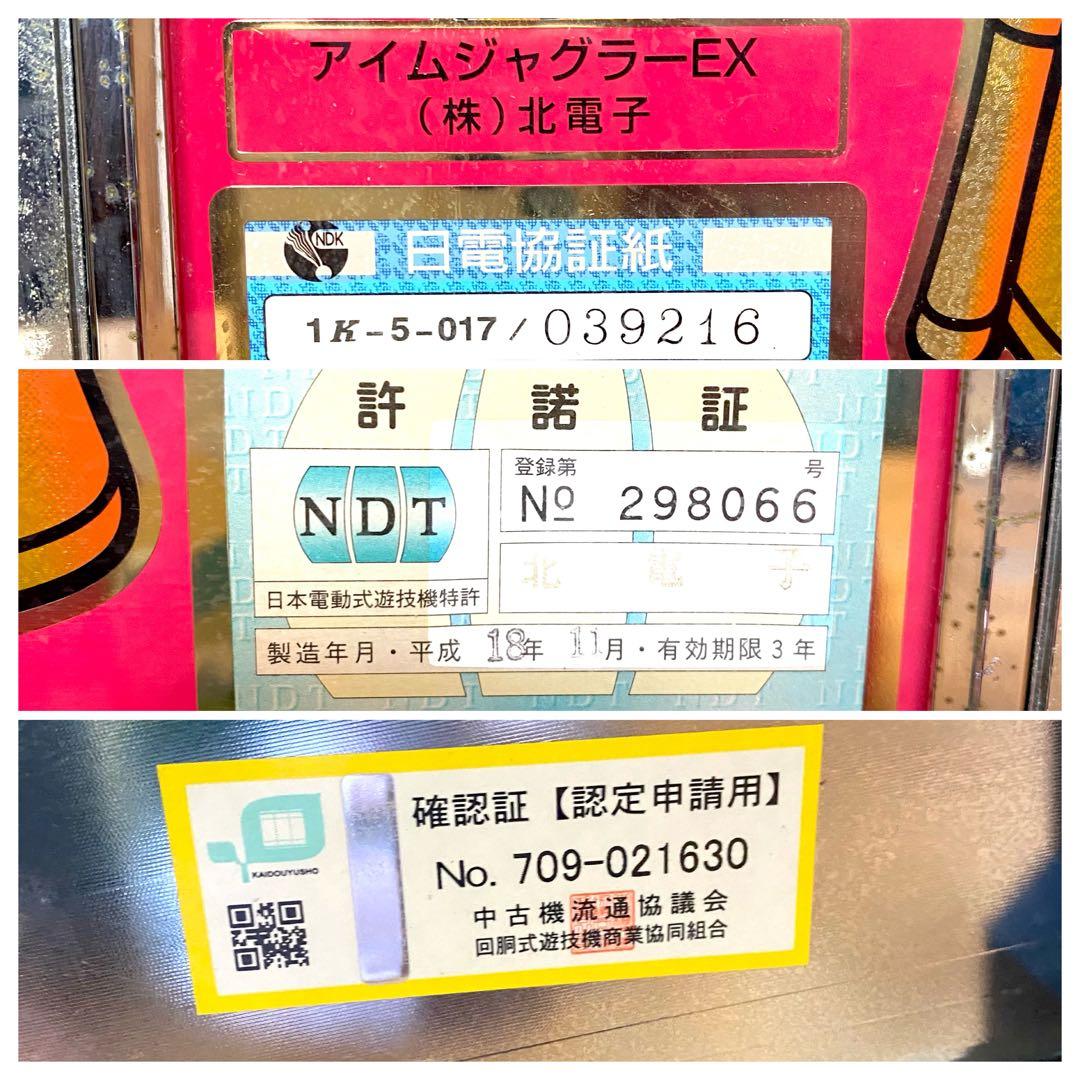 アイムジャグラーEX
(株)北電子
NDK
日電協証紙
1K-5-017/039216
許諾証
登録第 号
NDT
No 298066
北電子
日本電動式遊技機特許
製造年月・平成 18年 11月・有効期限3年
確認証【認定申請用】
KAIDOUYUSHO
No. 709-021630
中古機流通協議会
回胴式遊技機商業協同組合